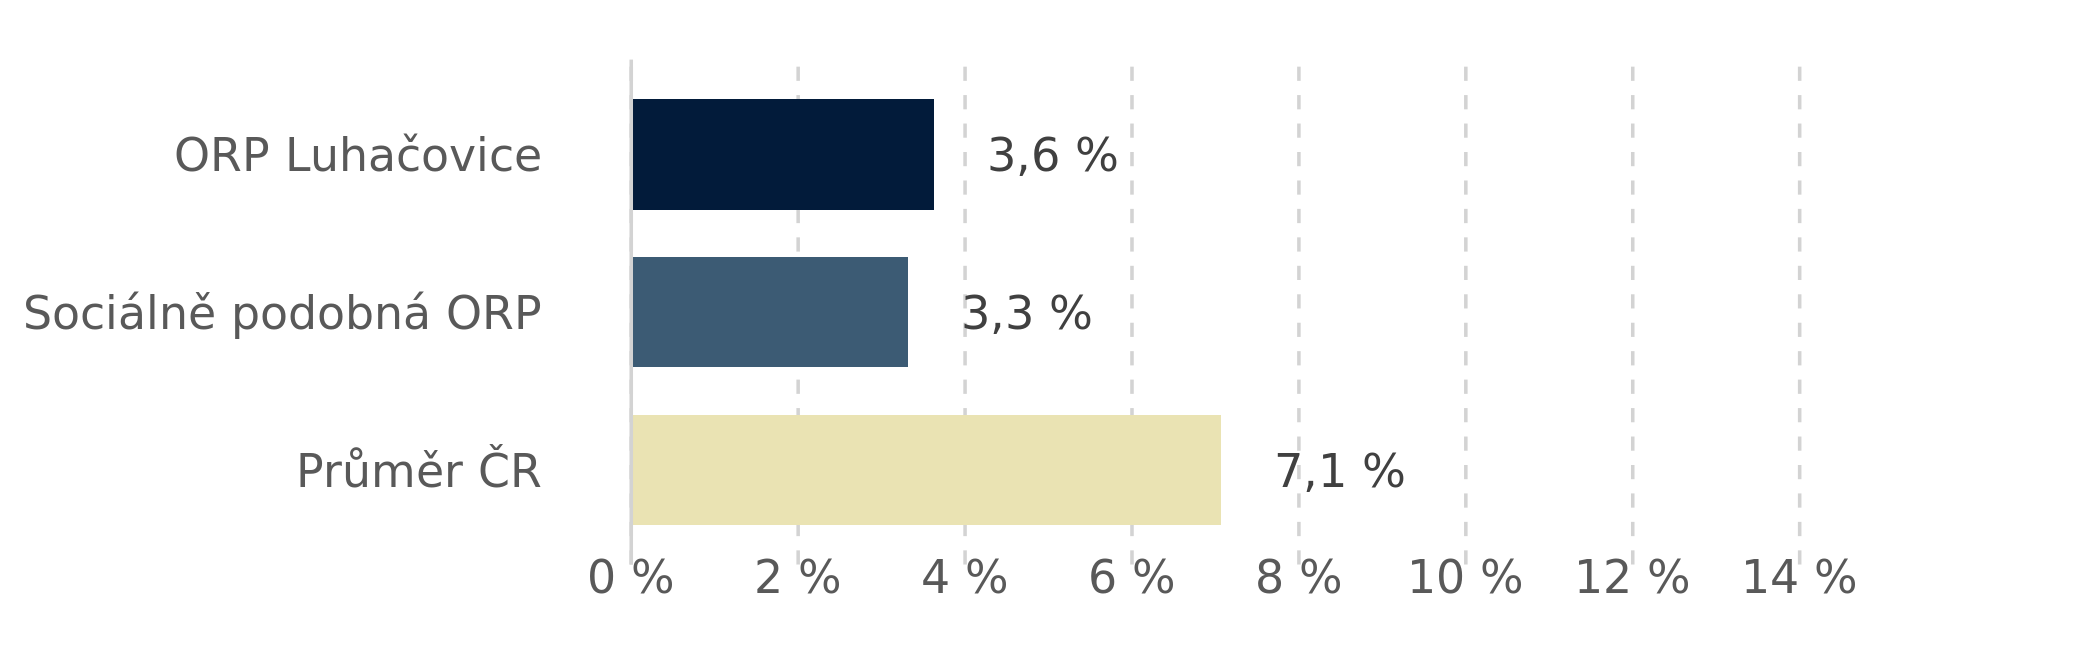 ORP Luhačovice 3,6 %
Sociálně podobná ORP 3,3 %
Průměr ČR 7,1 %
0 % 2 % 4 % 6 % 8 % 10 % 12 % 14 %